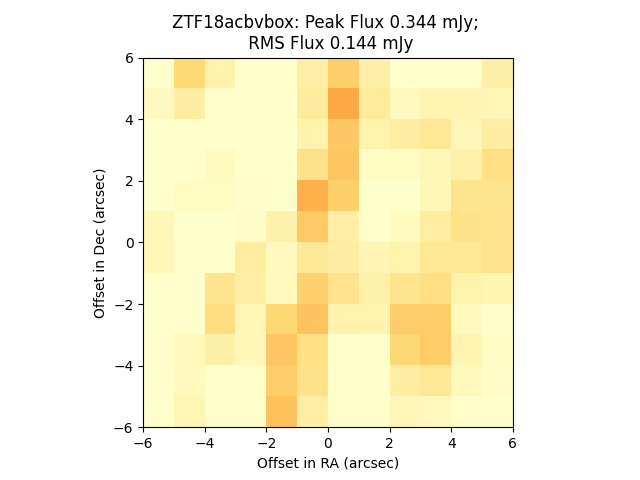 ZTF18acbvbox: Peak Flux 0.344 mJy;
RMS Flux 0.144 mJy
6
4
2
0
−2
−4
−6
Offset in Dec (arcsec)
−6 −4 −2 0 2 4 6
Offset in RA (arcsec)